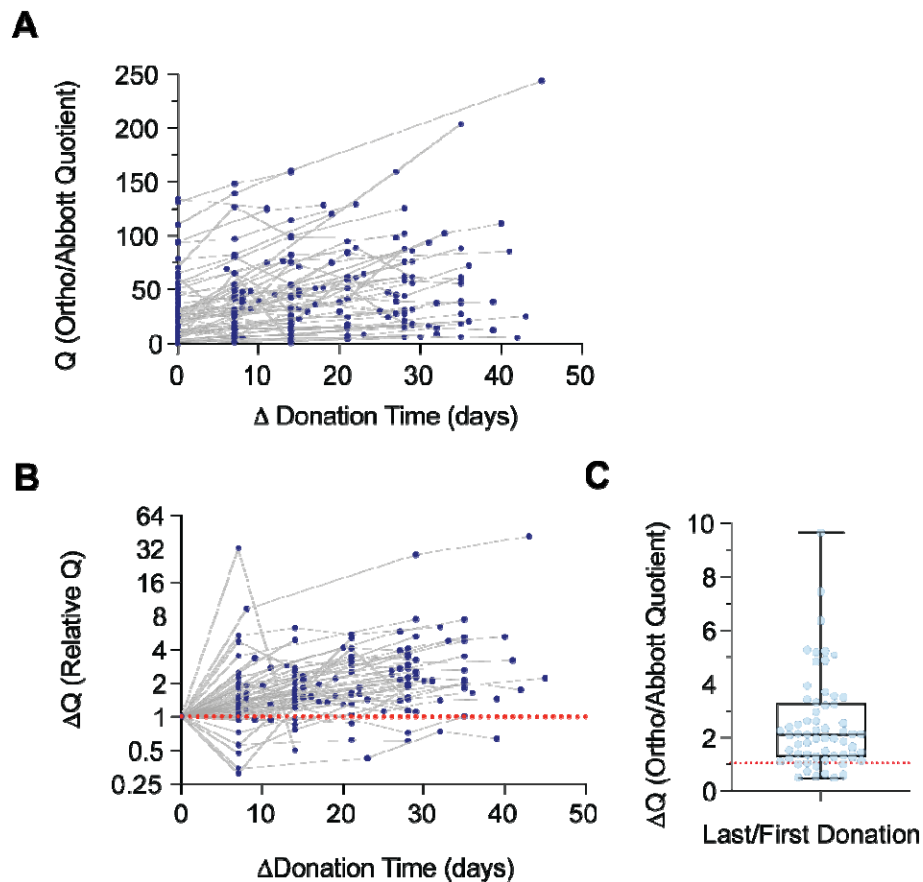 A
250
200
150
100
50
0
Q (Ortho/Abbott Quotient)
0 10 20 30 40 50
Δ Donation Time (days)
B
64
32
16
8
4
2
1
0.5
0.25
ΔQ (Relative Q)
0 10 20 30 40 50
ΔDonation Time (days)
C
10
8
6
4
2
0
ΔQ (Ortho/Abbott Quotient)
Last/First Donation